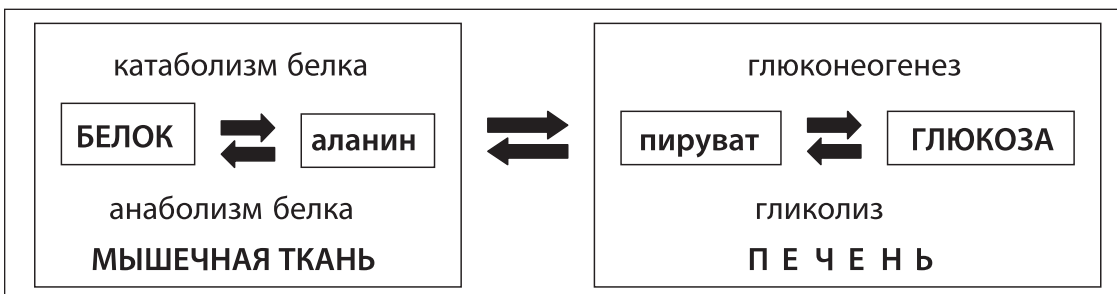 катаболизм белка
глюконеогенез
БЕЛОК
аланин
пируват
ГЛЮКОЗА
анаболизм белка
гликолиз
МЫШЕЧНАЯ ТКАНЬ
П Е Ч Е Н Ь